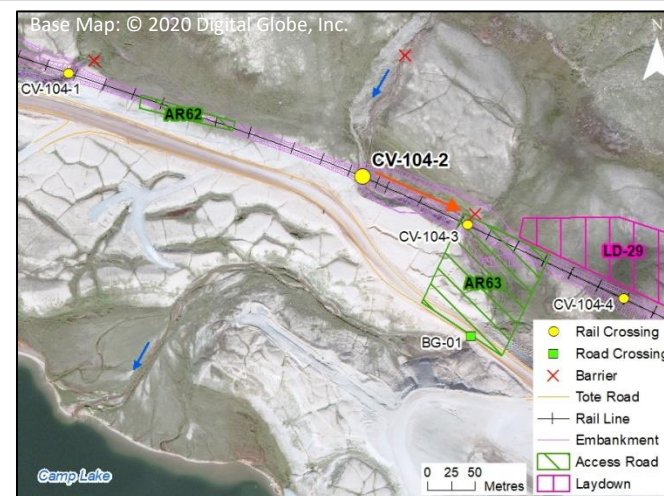 Base Map: © 2020 Digital Globe, Inc.
N
CV-104-1
AR62
CV-104-2
CV-104-3
LD-29
AR63
CV-104-4
BG-01
Rail Crossing
Road Crossing
Barrier
Tote Road
Rail Line
Embankment
Access Road
Laydown
0 25 50
Metres
Camp Lake